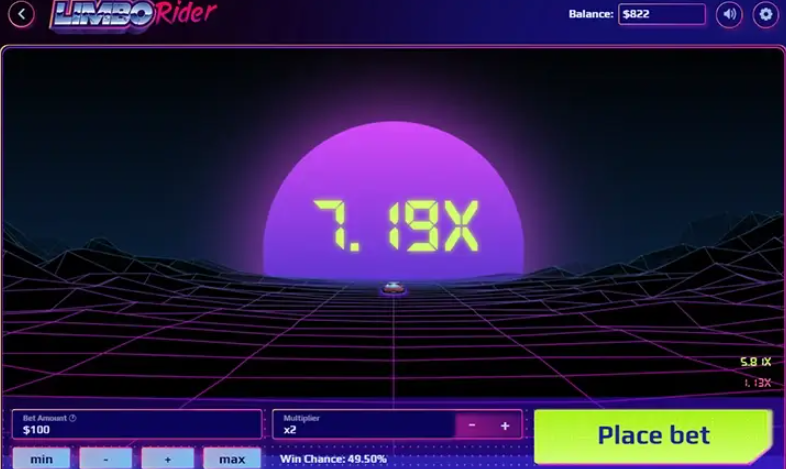 LIMBO Rider
Balance: $822
7.19X
5.81X
1.13X
Bet Amount
$100
Multiplier
x2
- +
Place bet
min - + max
Win Chance: 49.50%